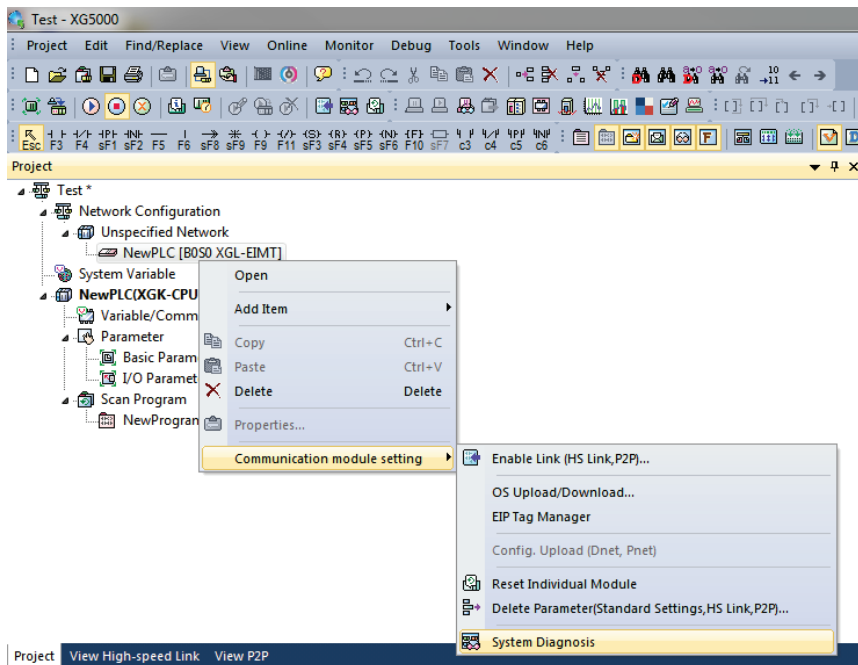 Test - XG5000
Project Edit Find/Replace View Online Monitor Debug Tools Window Help
Esc F3 F4 sF1 sF2 F5 F6 sF8 sF9 F9 F11 sF3 sF4 sF5 sF6 F10 sF7 c3 c4 c5 c6
Project
Test *
Network Configuration
Unspecified Network
NewPLC [B0S0 XGL-EIMT]
System Variable
Open
NewPLC(XGK-CPU
Variable/Comm
Add Item
Parameter
Copy Ctrl+C
Basic Param
Paste Ctrl+V
I/O Paramet
Delete Delete
Scan Program
NewProgran
Properties...
Communication module setting
Enable Link (HS Link,P2P)...
OS Upload/Download...
EIP Tag Manager
Config. Upload (Dnet, Pnet)
Reset Individual Module
Delete Parameter(Standard Settings,HS Link,P2P)...
System Diagnosis
Project View High-speed Link View P2P